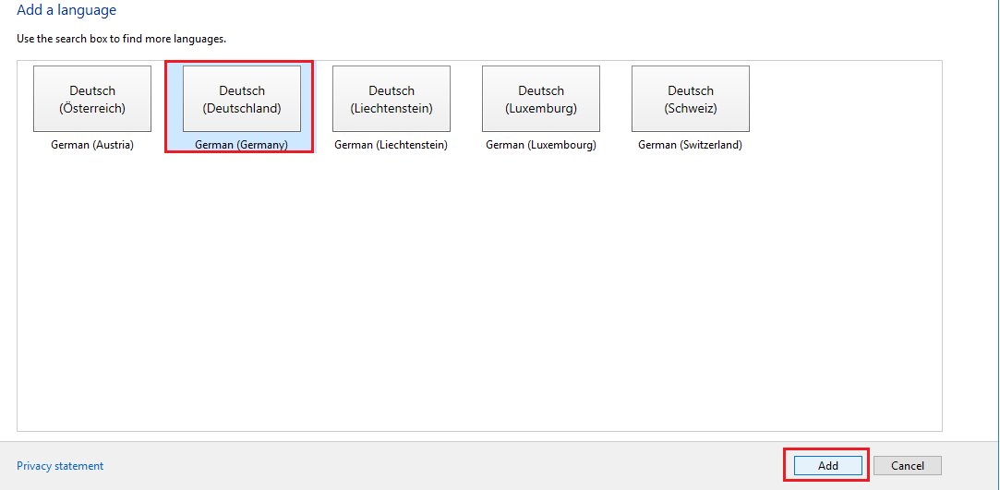 Add a language
Use the search box to find more languages.
Deutsch
(Österreich)
German (Austria)
Deutsch
(Deutschland)
German (Germany)
Deutsch
(Liechtenstein)
German (Liechtenstein)
Deutsch
(Luxemburg)
German (Luxembourg)
Deutsch
(Schweiz)
German (Switzerland)
Privacy statement
Add
Cancel